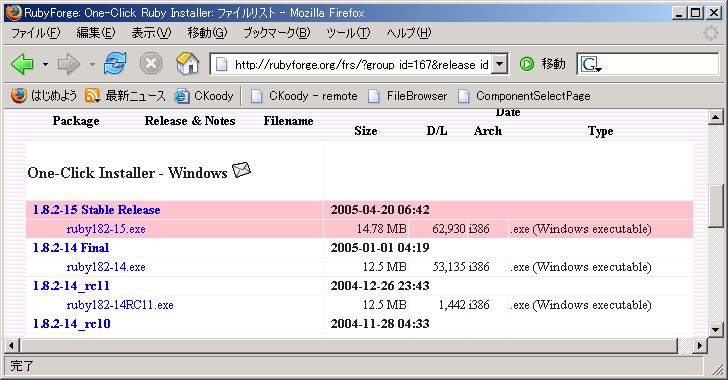 RubyForge: One-Click Ruby Installer: ファイルリスト - Mozilla Firefox
ファイル(F) 編集(E) 表示(V) 移動(G) ブックマーク(B) ツール(T) ヘルプ(H)
http://rubyforge.org/frs/?group_id=167&release_id 移動
はじめよう 最新ニュース CKoody CKoody - remote FileBrowser ComponentSelectPage
Date
Package Release & Notes Filename
Size D/L Arch Type
One-Click Installer - Windows
1.8.2-15 Stable Release 2005-04-20 06:42
ruby182-15.exe 14.78 MB 62,930 i386 .exe (Windows executable)
1.8.2-14 Final 2005-01-01 04:19
ruby182-14.exe 12.5 MB 53,135 i386 .exe (Windows executable)
1.8.2-14_rc11 2004-12-26 23:43
ruby182-14RC11.exe 12.5 MB 1,442 i386 .exe (Windows executable)
1.8.2-14_rc10 2004-11-28 04:33
完了